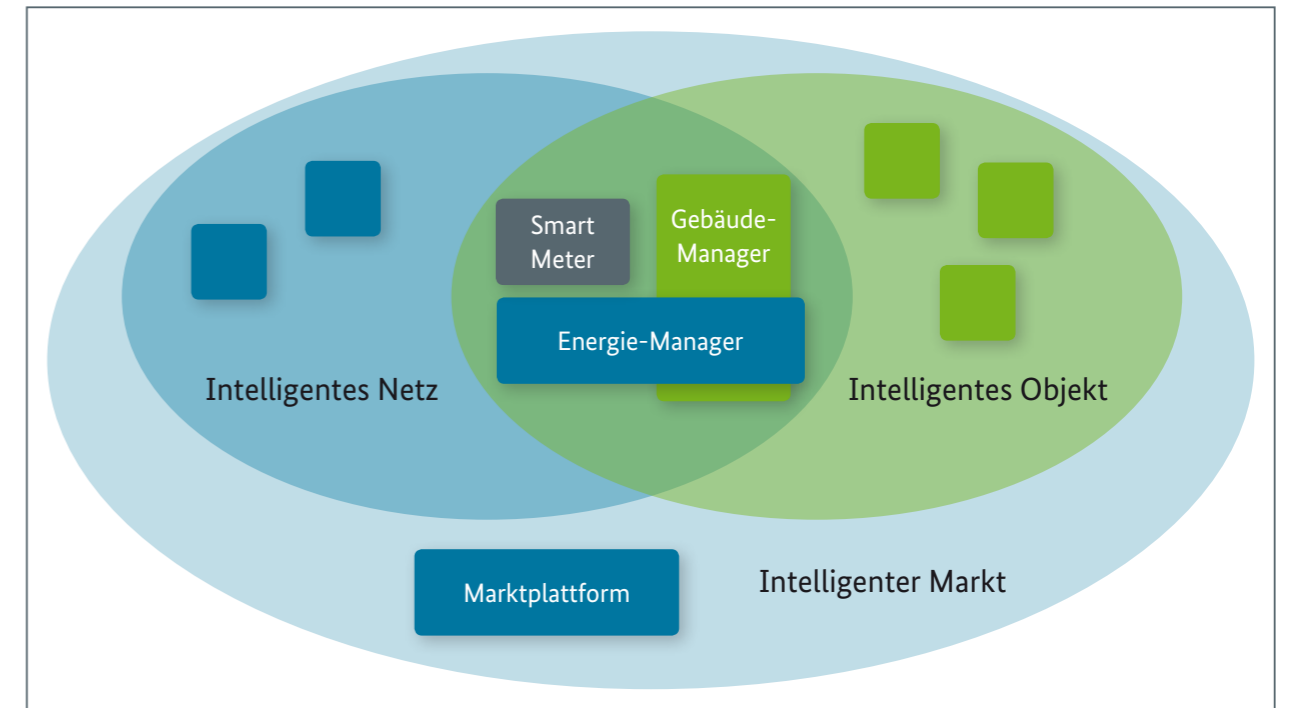 Smart
Meter
Gebäude-
Manager
Energie-Manager
Intelligentes Netz
Intelligentes Objekt
Marktplattform
Intelligenter Markt